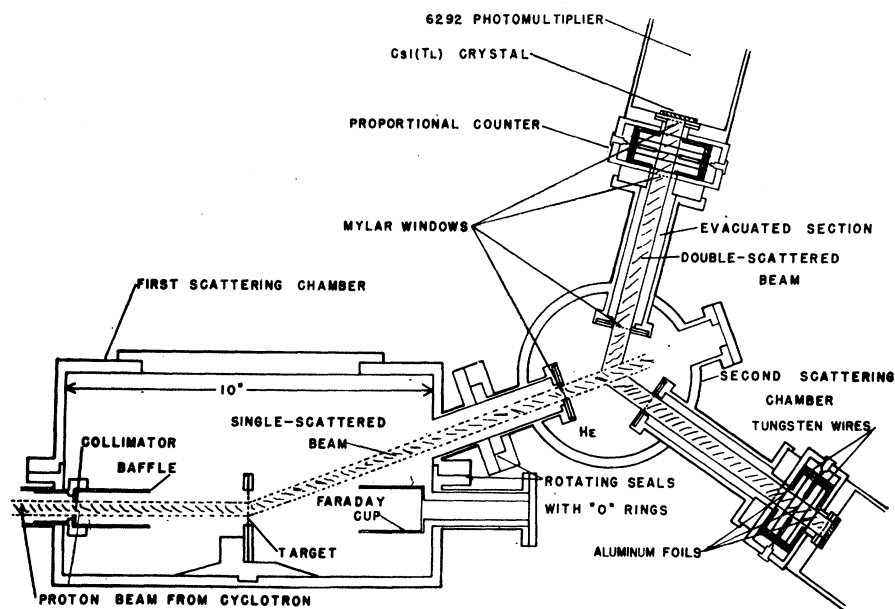 6292 PHOTOMULTIPLIER
CSI(TL) CRYSTAL
PROPORTIONAL COUNTER
MYLAR WINDOWS
EVACUATED SECTION
DOUBLE-SCATTERED
BEAM
FIRST SCATTERING CHAMBER
10"
SINGLE-SCATTERED
BEAM
SECOND SCATTERING
CHAMBER
TUNGSTEN WIRES
HE
COLLIMATOR
BAFFLE
FARADAY
CUP
ROTATING SEALS
WITH "O" RINGS
TARGET
ALUMINUM FOILS
PROTON BEAM FROM CYCLOTRON